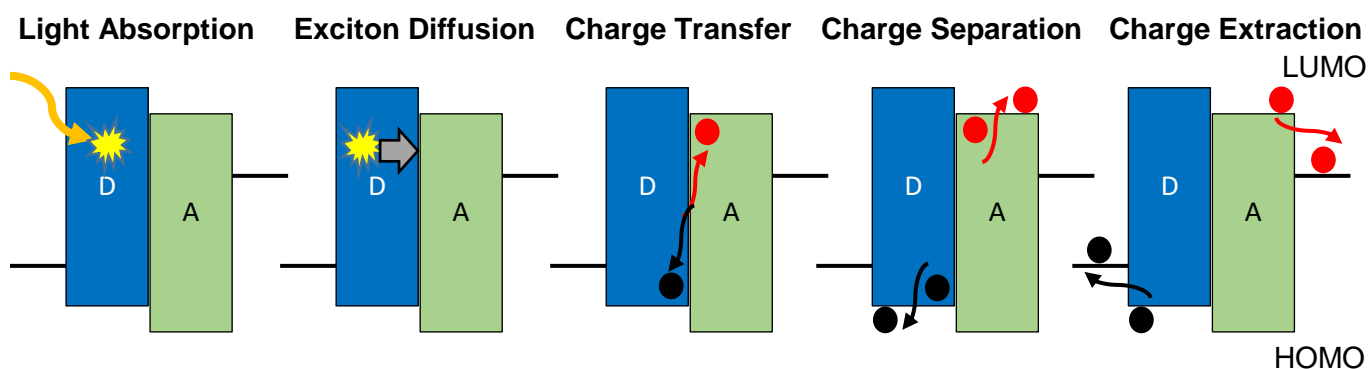 Light Absorption Exciton Diffusion Charge Transfer Charge Separation Charge Extraction
LUMO
D A
D A
D A
D A
D A
HOMO